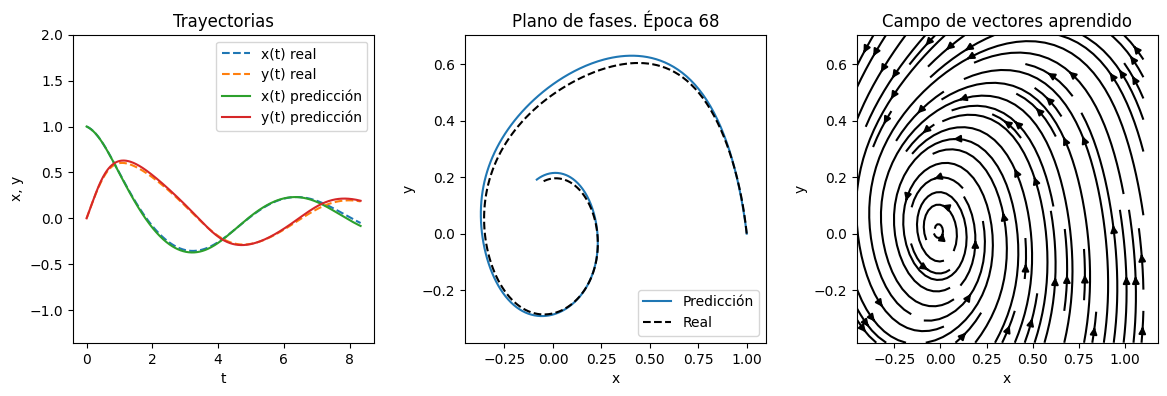 Trayectorias
2.0
1.5
1.0
0.5
0.0
−0.5
−1.0
x, y
0
2
4
6
8
t
x(t) real
y(t) real
x(t) predicción
y(t) predicción
Plano de fases. Época 68
0.6
0.4
0.2
0.0
−0.2
y
−0.25
0.00
0.25
0.50
0.75
1.00
x
Predicción
Real
Campo de vectores aprendido
0.6
0.4
0.2
0.0
−0.2
y
−0.25
0.00
0.25
0.50
0.75
1.00
x